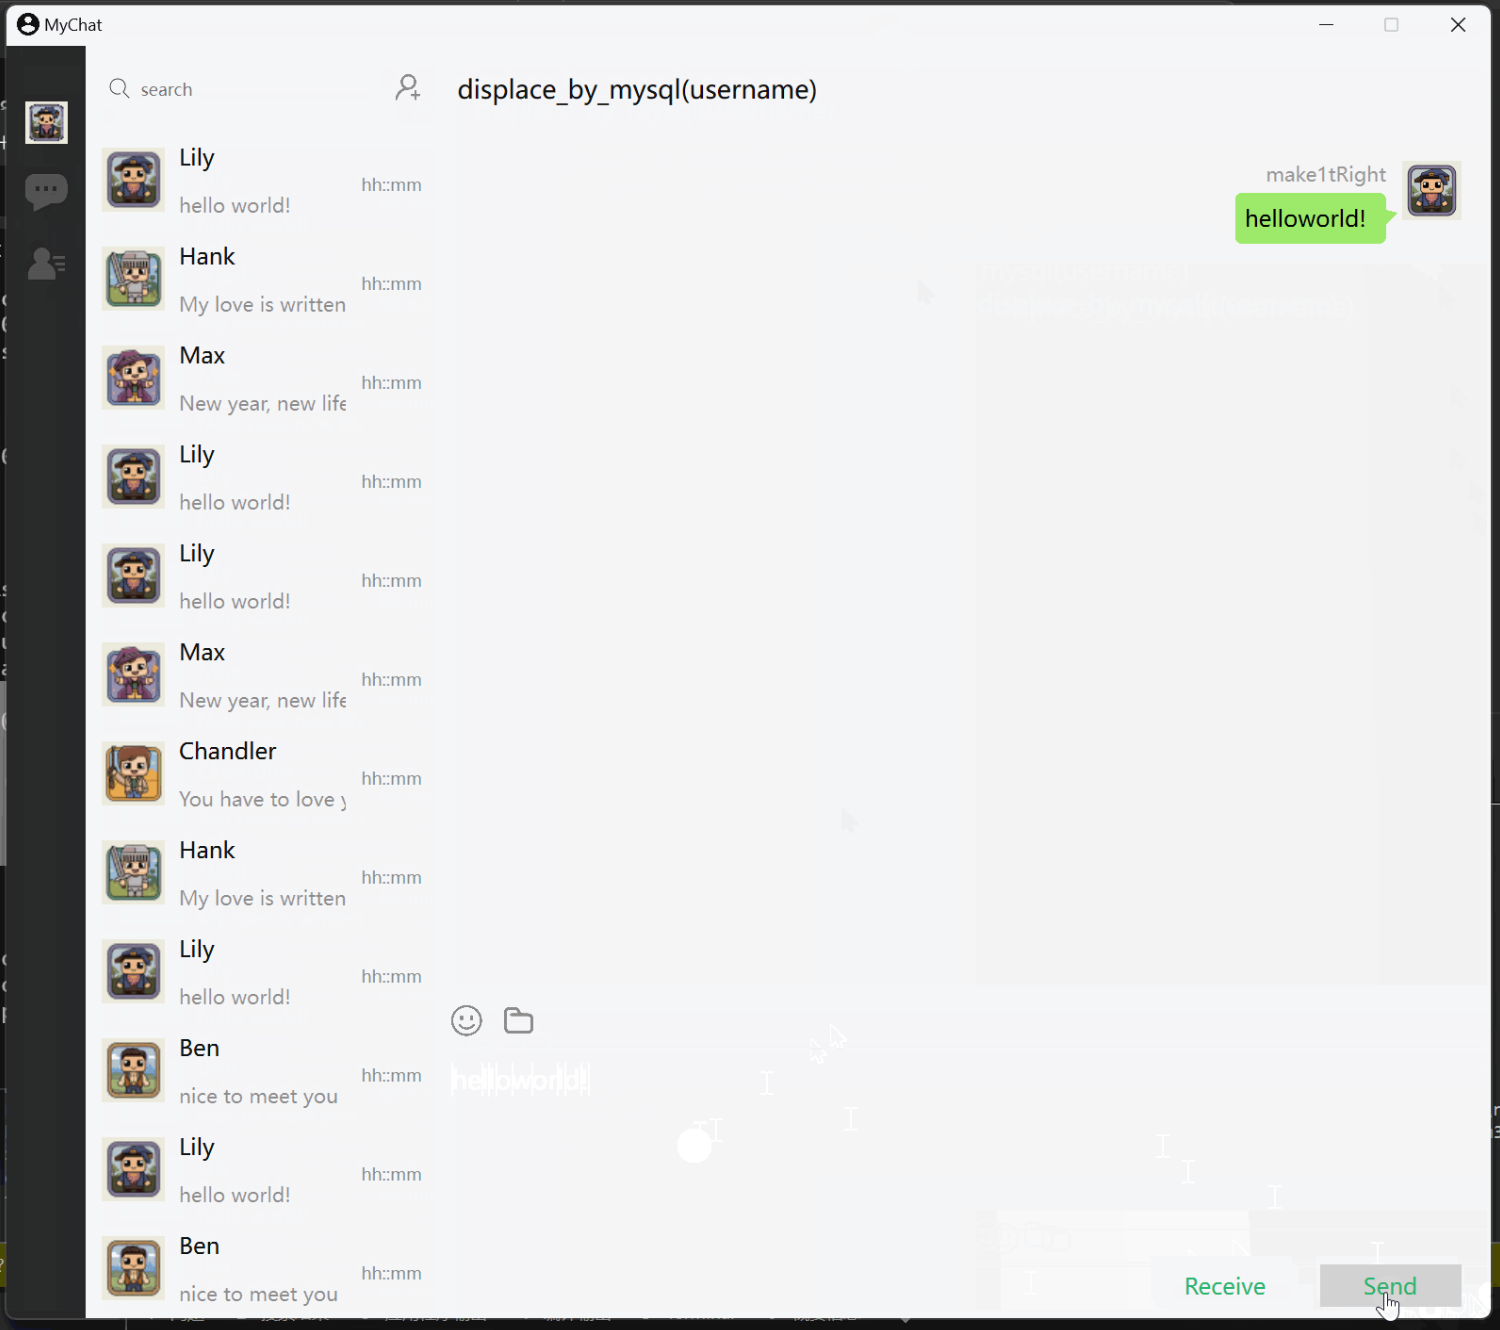 MyChat
search
displace_by_mysql(username)
make1tRight
helloworld!
Lily
hh::mm
hello world!
Hank
hh::mm
My love is written
Max
hh::mm
New year, new life
Lily
hh::mm
hello world!
Lily
hh::mm
hello world!
Max
hh::mm
New year, new life
Chandler
hh::mm
You have to love y
Hank
hh::mm
My love is written
Lily
hh::mm
hello world!
Ben
hh::mm
nice to meet you
Lily
hh::mm
hello world!
Ben
hh::mm
nice to meet you
helloworld!
Receive
Send